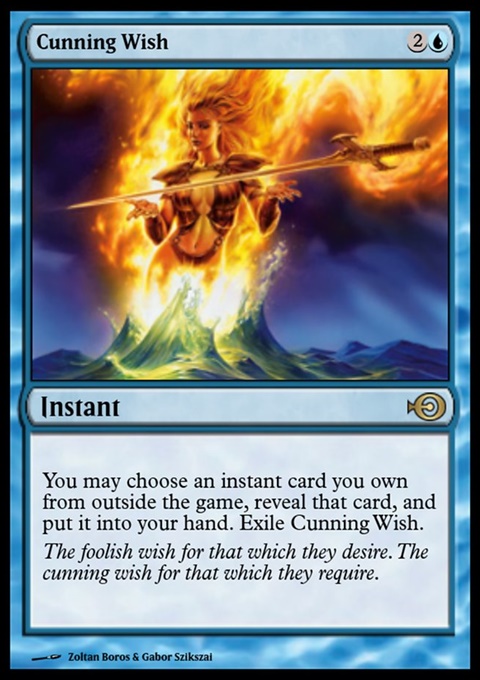 Cunning Wish
2
Instant
You may choose an instant card you own
from outside the game, reveal that card, and
put it into your hand. Exile Cunning Wish.
The foolish wish for that which they desire. The
cunning wish for that which they require.
Zoltan Boros & Gabor Szikszai